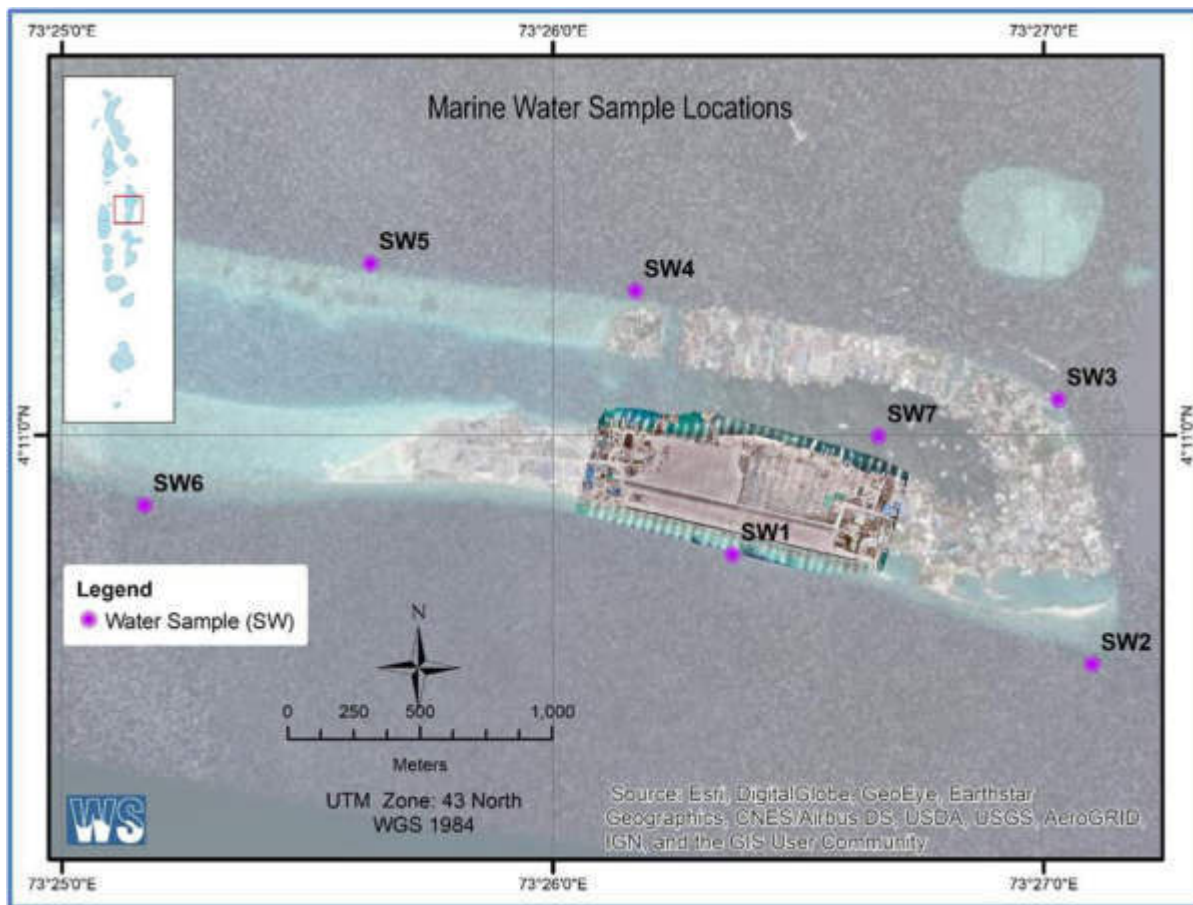 73°25'0"E
73°26'0"E
73°27'0"E
Marine Water Sample Locations
SW5
SW4
SW3
SW7
4°11'0"N
4°11'0"N
SW6
SW1
Legend
Water Sample (SW)
SW2
N
0 250 500 1,000
Meters
UTM Zone: 43 North
WGS 1984
WS
Source: Esri, DigitalGlobe, GeoEye, Earthstar
Geographics, CNES/Airbus DS, USDA, USGS, AeroGRID,
IGN, and the GIS User Community
73°25'0"E
73°26'0"E
73°27'0"E